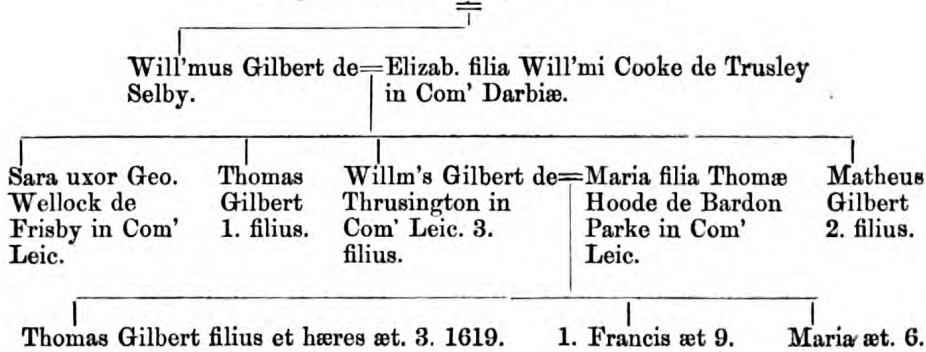 Will'mus Gilbert de=Elizab. filia Will'mi Cooke de Trusley
Selby. in Com' Darbiæ.
Sara uxor Geo.
Wellock de
Frisby in Com'
Leic.
Thomas
Gilbert
1. filius.
Willm's Gilbert de=Maria filia Thomæ
Thrusington in
Com' Leic. 3.
filius.
Hoode de Bardon
Parke in Com'
Leic.
Matheus
Gilbert
2. filius.
Thomas Gilbert filius et hæres æt. 3. 1619. 1. Francis æt 9. Maria æt. 6.